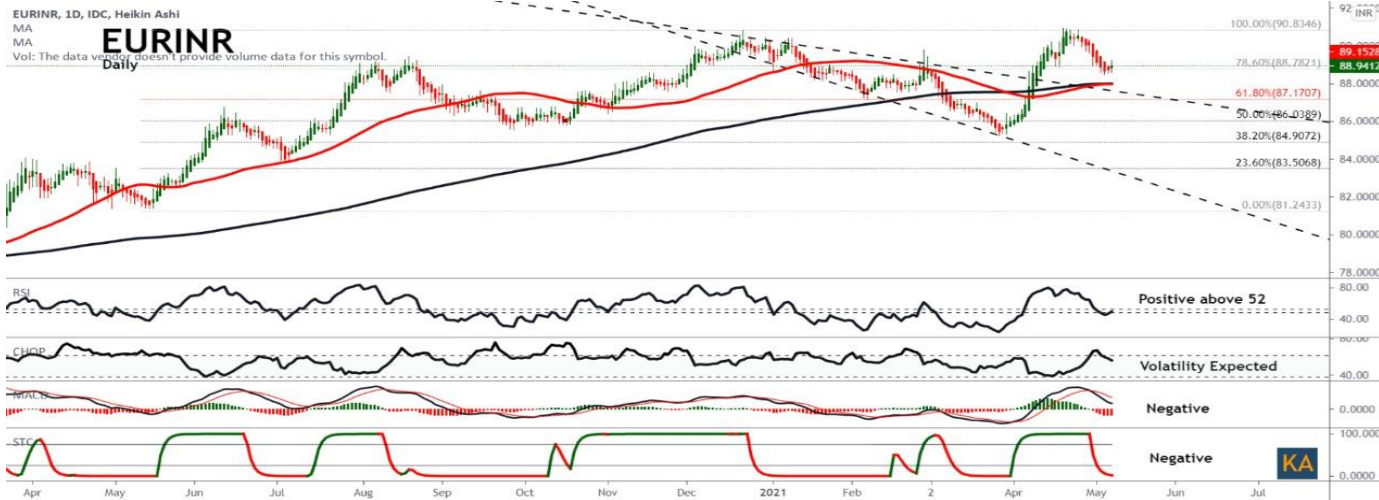 EURINR, 1D, IDC, Heikin Ashi
MA
MA
EURINR
Vol: The data vendor doesn't provide volume data for this symbol.
Daily
100.00%(90.8346)
78.60%(88.7821)
61.80%(87.1707)
50.00%(86.0389)
38.20%(84.9072)
23.60%(83.5068)
0.00%(81.2433)
92.0000
INR
89.1528
88.9412
88.0000
86.0000
84.0000
82.0000
80.0000
78.0000
RSI
Positive above 52
80.00
40.00
CHOP
Volatility Expected
40.00
MACD
Negative
0.0000
STC
Negative
100.0000
0.0000
KA
Apr May Jun Jul Aug Sep Oct Nov Dec 2021 Feb 2 Apr May Jun Jul